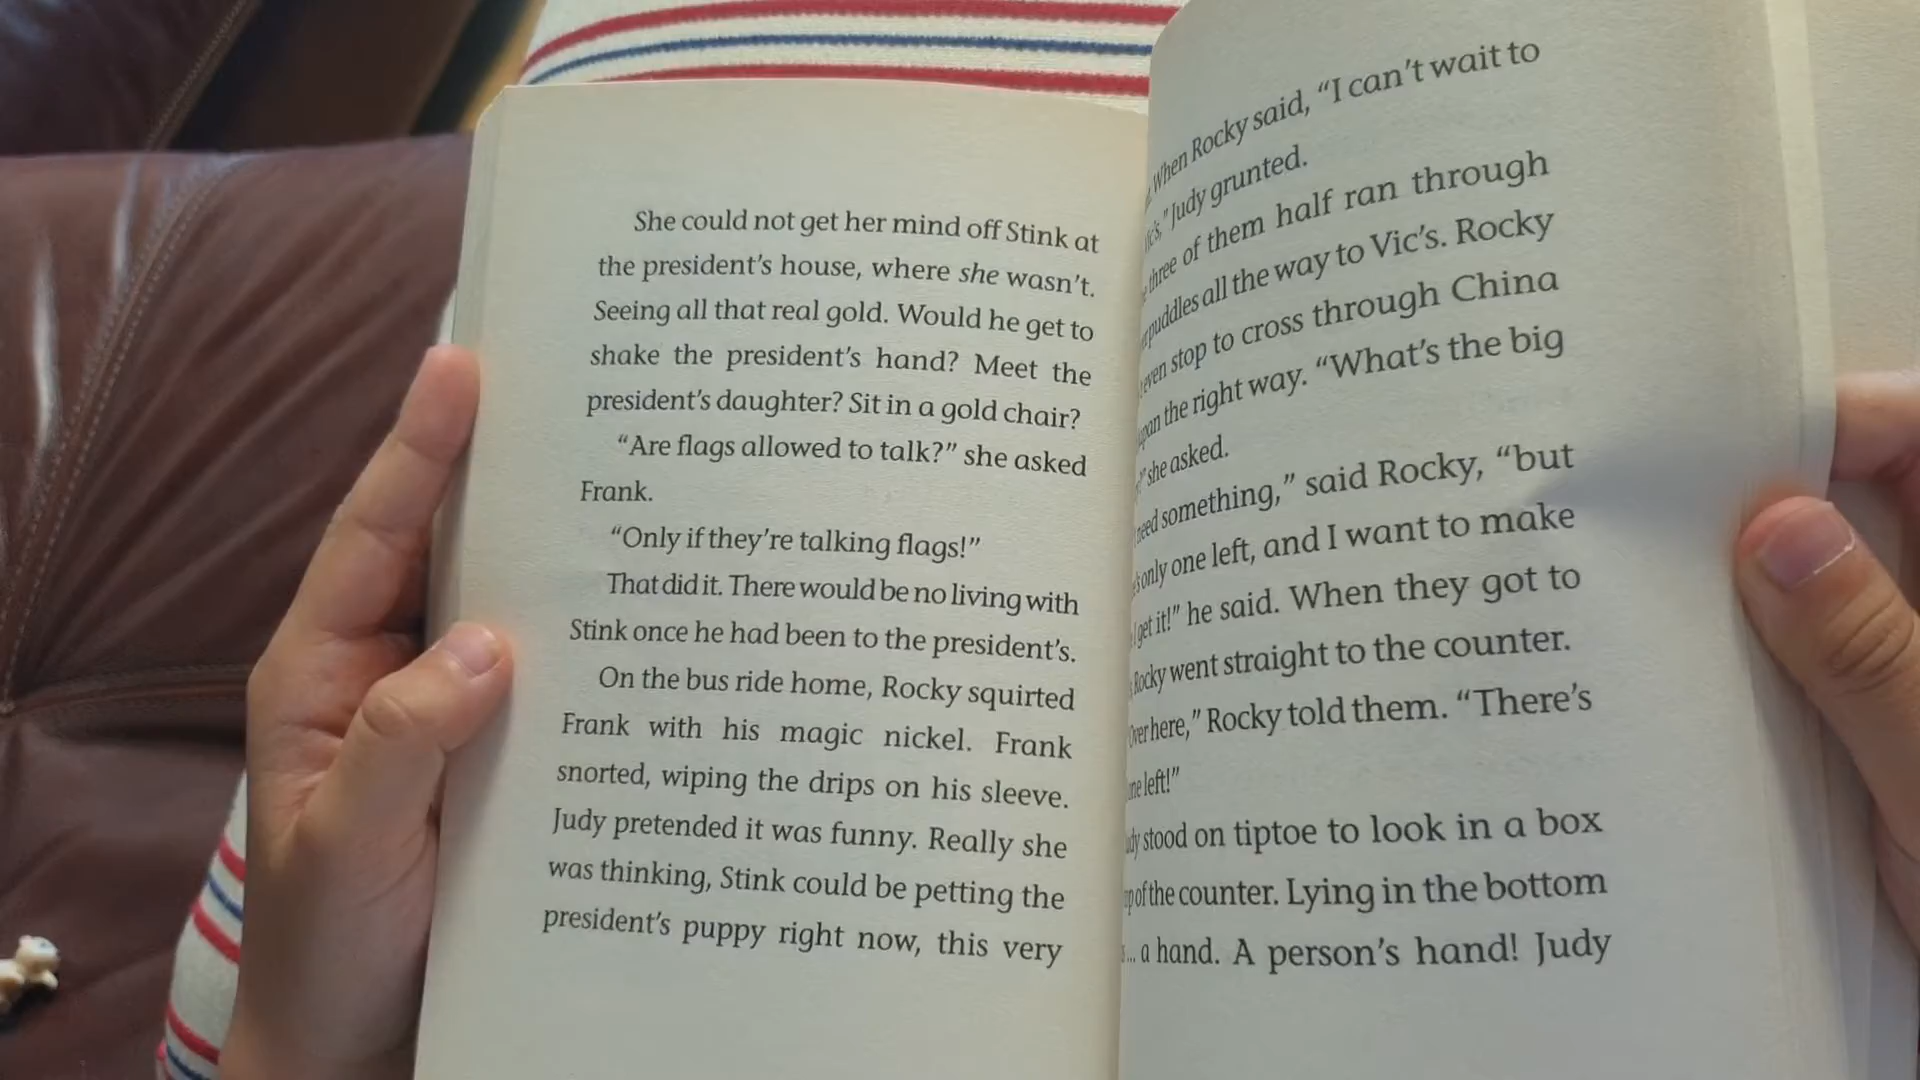 She could not get her mind off Stink at
the president's house, where she wasn't.
Seeing all that real gold. Would he get to
shake the president's hand? Meet the
president's daughter? Sit in a gold chair?
“Are flags allowed to talk?” she asked
Frank.
“Only if they're talking flags!”
That did it. There would be no living with
Stink once he had been to the president's.
On the bus ride home, Rocky squirted
Frank with his magic nickel. Frank
snorted, wiping the drips on his sleeve.
Judy pretended it was funny. Really she
was thinking, Stink could be petting the
president's puppy right now, this very
When Rocky said, “I can't wait to
Judy grunted.
three of them half ran through
puddles all the way to Vic's. Rocky
even stop to cross through China
the right way. “What's the big
she asked.
something,” said Rocky, “but
only one left, and I want to make
get it!” he said. When they got to
Rocky went straight to the counter.
here,” Rocky told them. “There's
left!”
stood on tiptoe to look in a box
of the counter. Lying in the bottom
... a hand. A person's hand! Judy